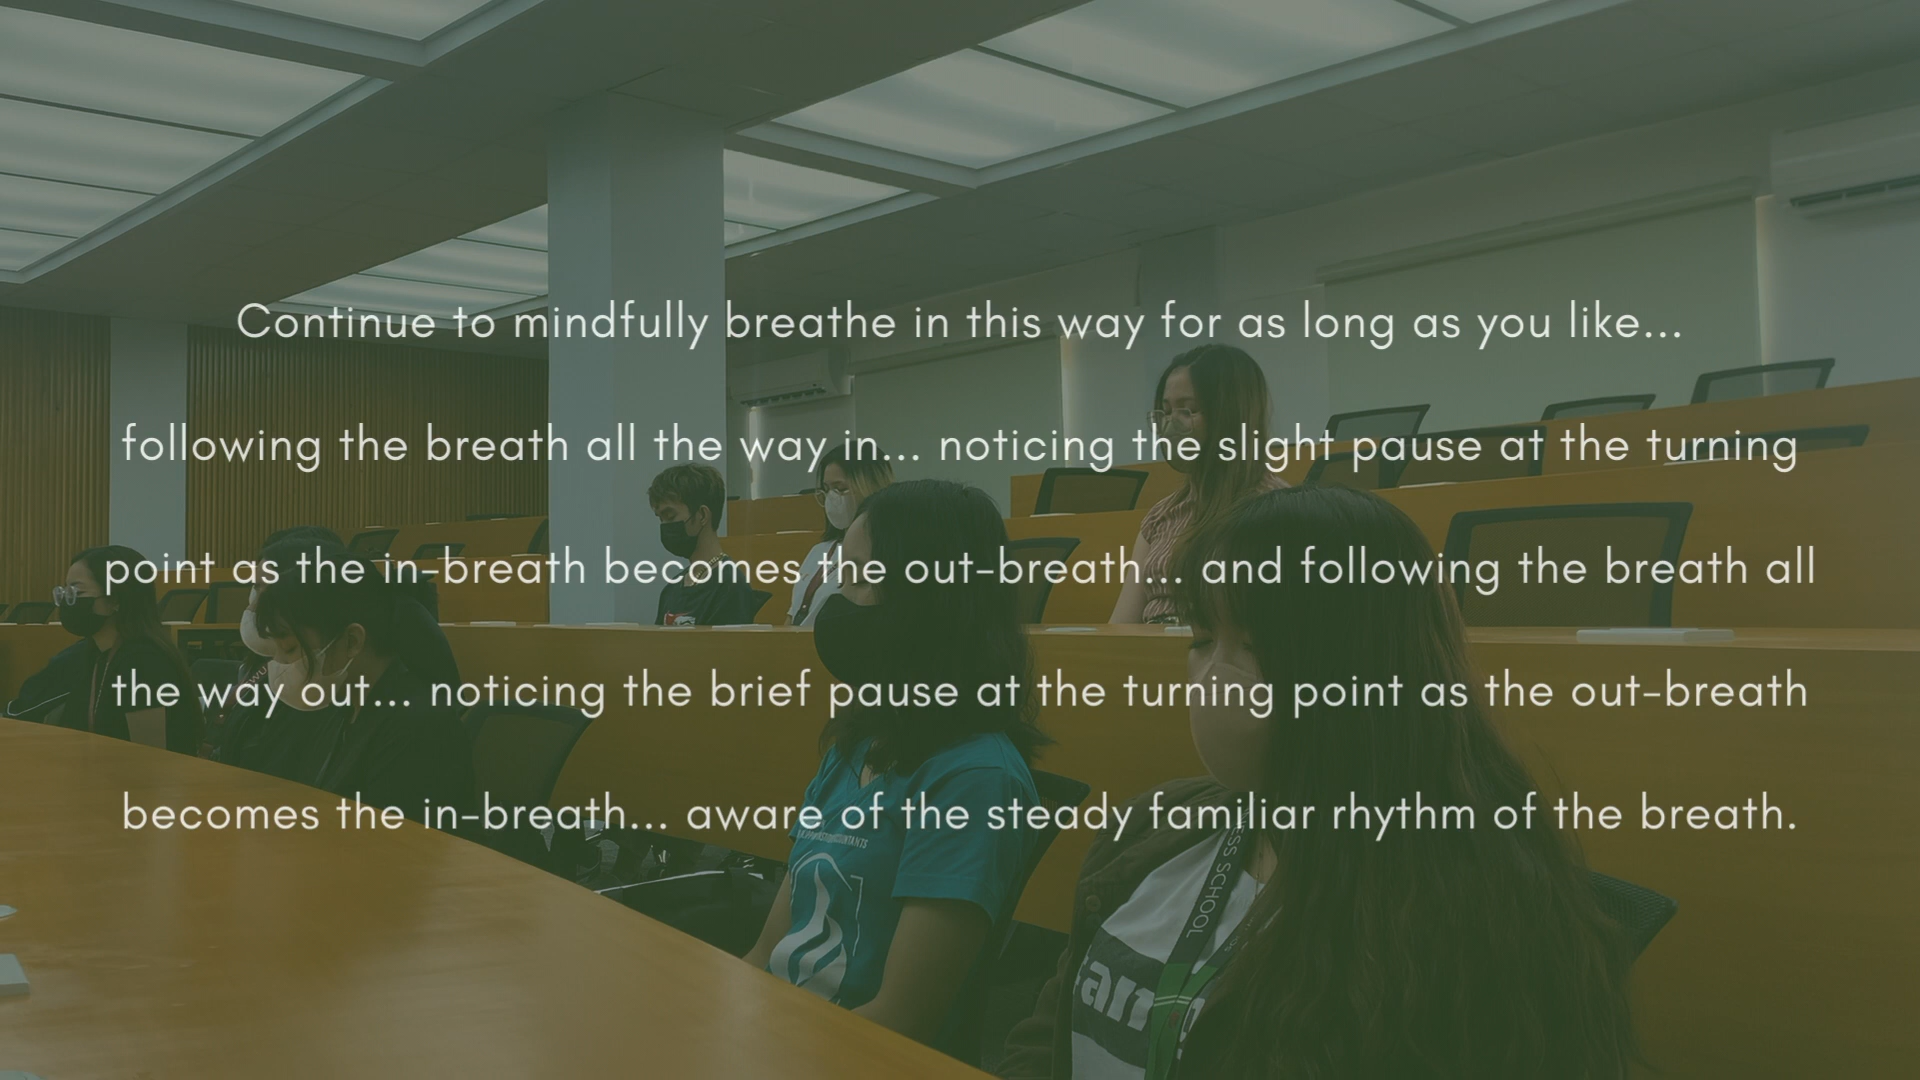 Continue to mindfully breathe in this way for as long as you like...
following the breath all the way in... noticing the slight pause at the turning
point as the in-breath becomes the out-breath... and following the breath all
the way out... noticing the brief pause at the turning point as the out-breath
becomes the in-breath... aware of the steady familiar rhythm of the breath.
SCHOOL